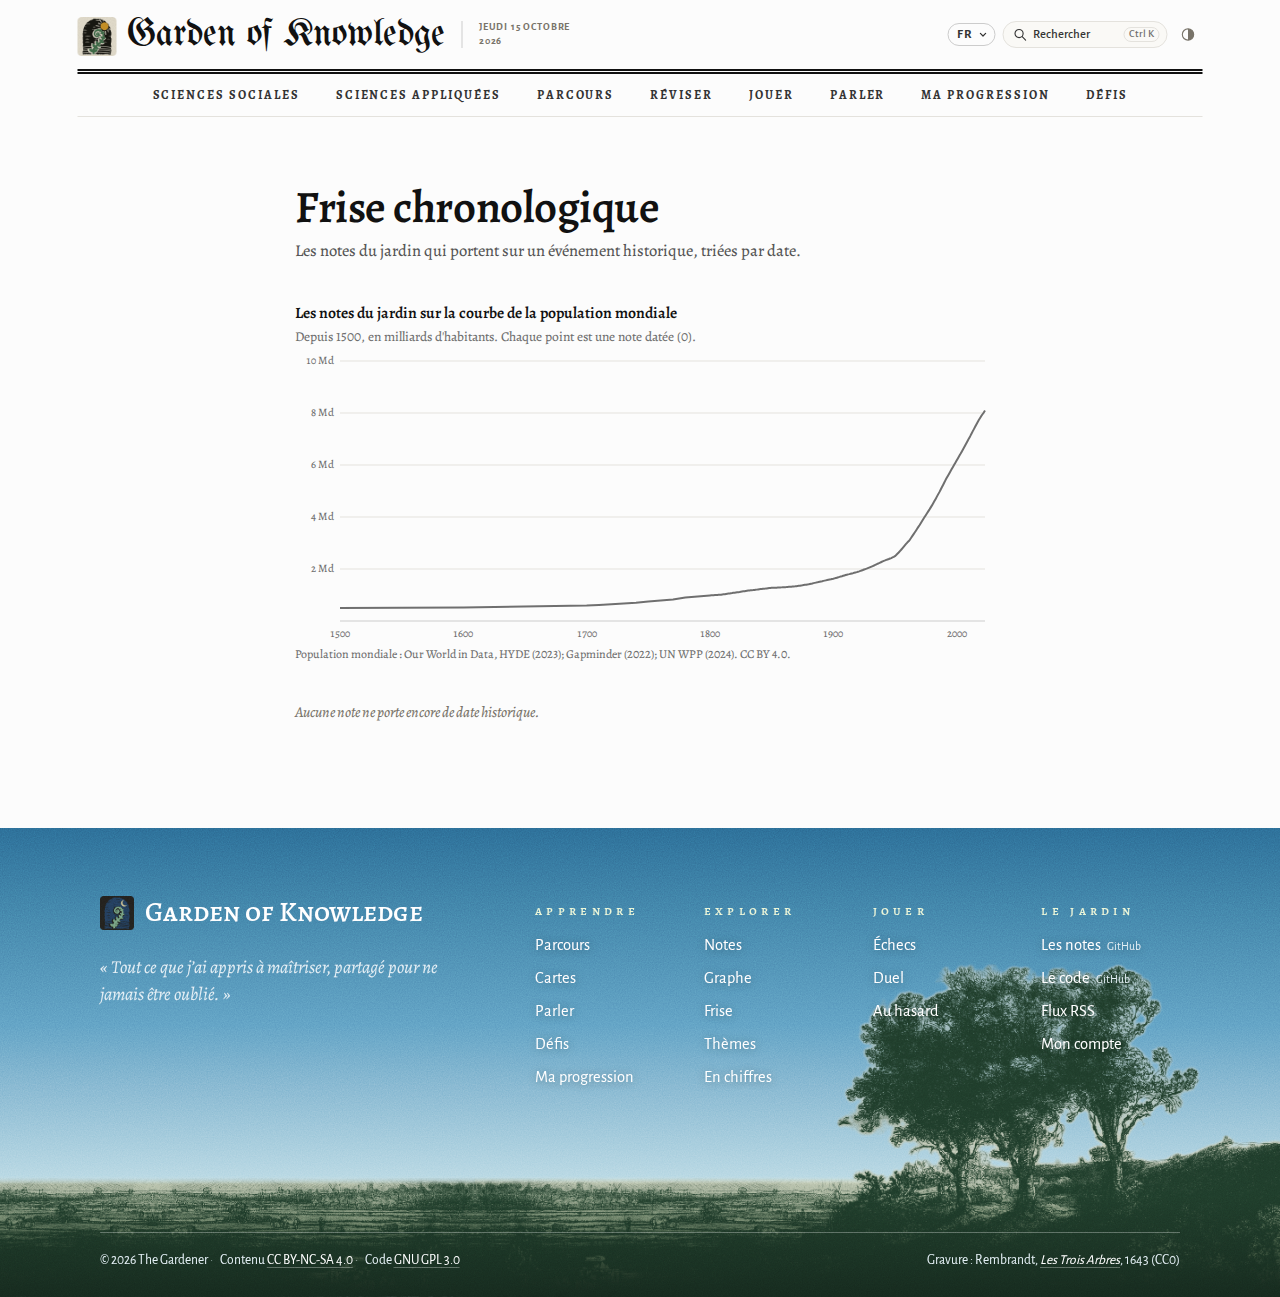 Garden of Knowledge
JEUDI 15 OCTOBRE
2026
FR
Rechercher
Ctrl K
SCIENCES SOCIALES
SCIENCES APPLIQUÉES
PARCOURS
RÉVISER
JOUER
PARLER
MA PROGRESSION
DÉFIS
Frise chronologique
Les notes du jardin qui portent sur un événement historique, triées par date.
Les notes du jardin sur la courbe de la population mondiale
Depuis 1500, en milliards d'habitants. Chaque point est une note datée (0).
10 Md
8 Md
6 Md
4 Md
2 Md
1500 1600 1700 1800 1900 2000
Population mondiale : Our World in Data, HYDE (2023); Gapminder (2022); UN WPP (2024). CC BY 4.0.
Aucune note ne porte encore de date historique.
Garden of Knowledge
« Tout ce que j'ai appris à maîtriser, partagé pour ne
jamais être oublié. »
APPRENDRE
Parcours
Cartes
Parler
Défis
Ma progression
EXPLORER
Notes
Graphe
Frise
Thèmes
En chiffres
JOUER
Échecs
Duel
Au hasard
LE JARDIN
Les notes GitHub
Le code GitHub
Flux RSS
Mon compte
© 2026 The Gardener · Contenu CC BY-NC-SA 4.0 · Code GNU GPL 3.0
Gravure : Rembrandt, Les Trois Arbres, 1643 (CC0)